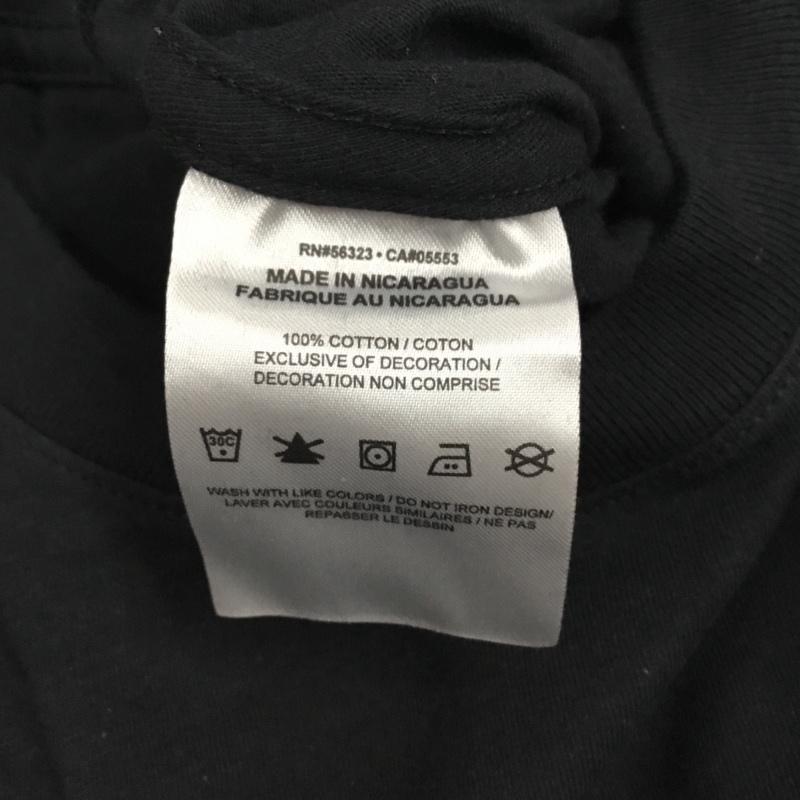 RN#56323 • CA#05553
MADE IN NICARAGUA
FABRIQUE AU NICARAGUA
100% COTTON / COTON
EXCLUSIVE OF DECORATION /
DECORATION NON COMPRISE
30C
WASH WITH LIKE COLORS / DO NOT IRON DESIGN/
LAVER AVEC COULEURS SIMILAIRES / NE PAS
REPASSER LE DESSIN